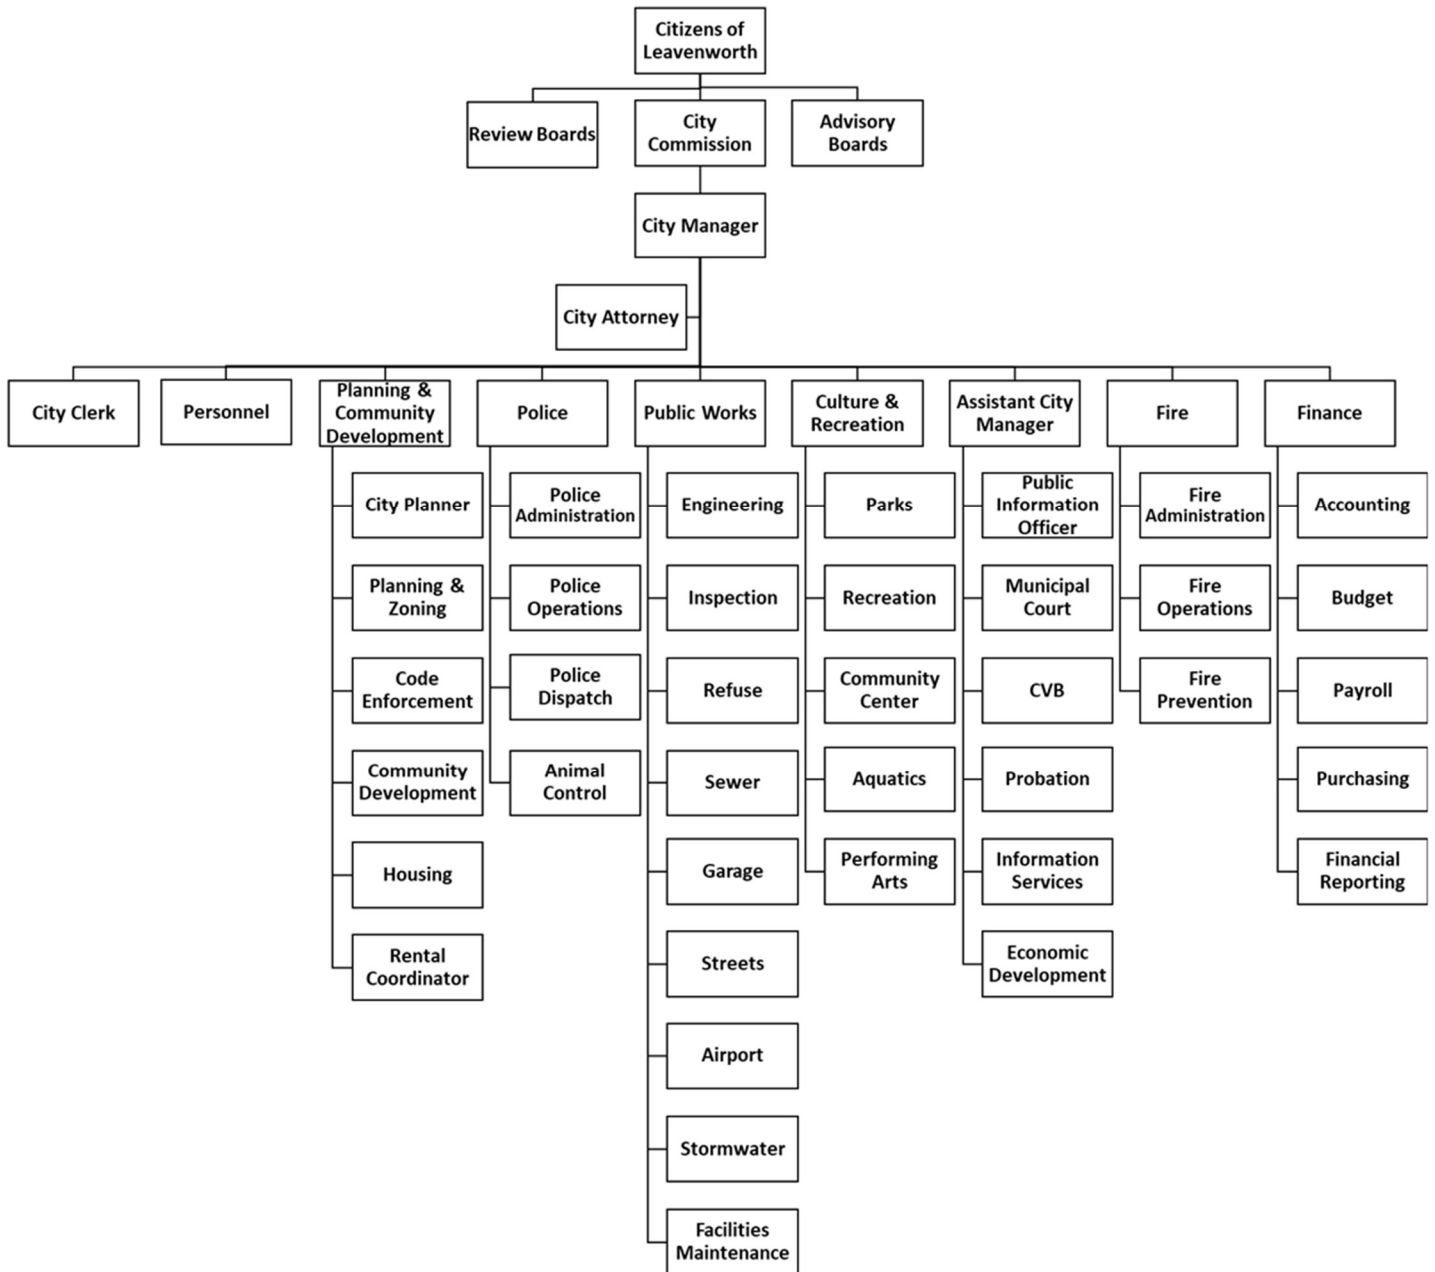 Citizens of
Leavenworth
Review Boards
City
Commission
Advisory
Boards
City Manager
City Attorney
City Clerk
Personnel
Planning &
Community
Development
Police
Public Works
Culture &
Recreation
Assistant City
Manager
Fire
Finance
City Planner
Planning &
Zoning
Code
Enforcement
Community
Development
Housing
Rental
Coordinator
Police
Administration
Police
Operations
Police
Dispatch
Animal
Control
Engineering
Inspection
Refuse
Sewer
Garage
Streets
Airport
Stormwater
Facilities
Maintenance
Parks
Recreation
Community
Center
Aquatics
Performing
Arts
Public
Information
Officer
Municipal
Court
CVB
Probation
Information
Services
Economic
Development
Fire
Administration
Fire
Operations
Fire
Prevention
Accounting
Budget
Payroll
Purchasing
Financial
Reporting